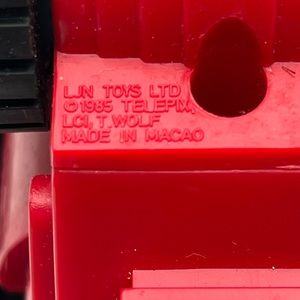 LJN TOYS LTD
©1985 TELEPIX,
LCI, T. WOLF
MADE IN MACAO